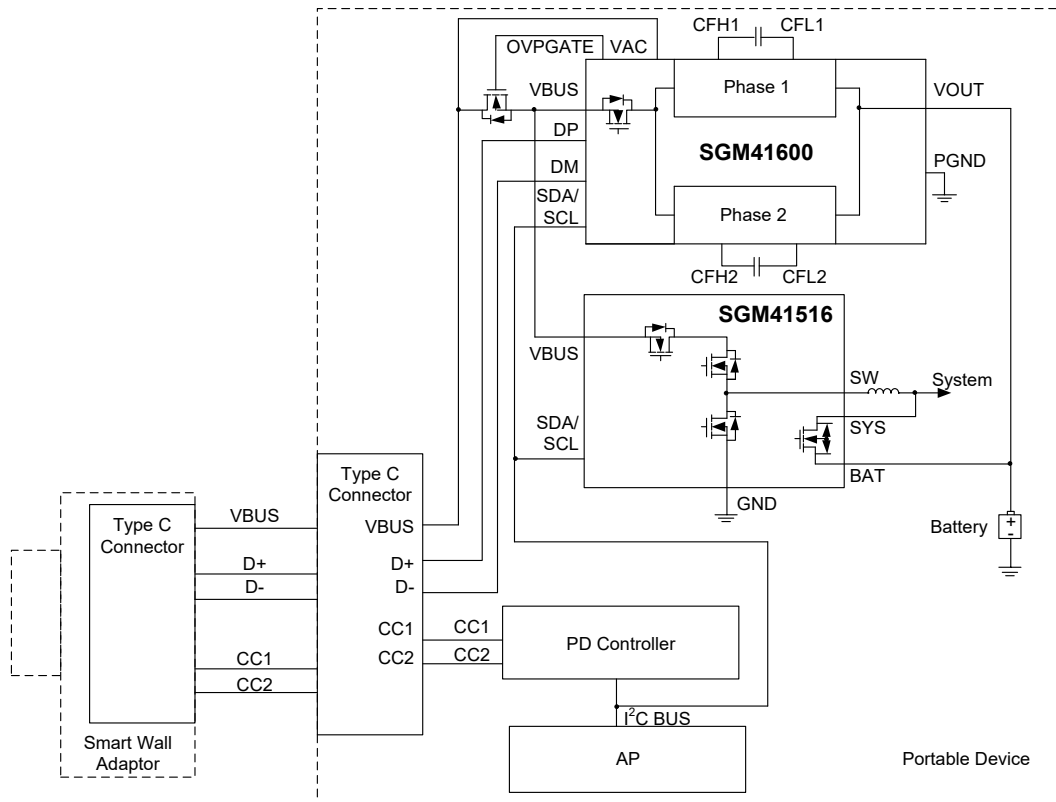 CFH1 CFL1
OVPGATE VAC
Phase 1
VBUS
VOUT
DP
SGM41600
DM
PGND
SDA/
SCL
Phase 2
CFH2 CFL2
SGM41516
VBUS
SW
System
SYS
SDA/
SCL
BAT
GND
Battery
+
-
Type C
Connector
VBUS
D+
D-
CC1
CC2
Type C
Connector
VBUS
D+
D-
CC1
CC2
CC1
CC2
PD Controller
I²C BUS
AP
Smart Wall
Adaptor
Portable Device